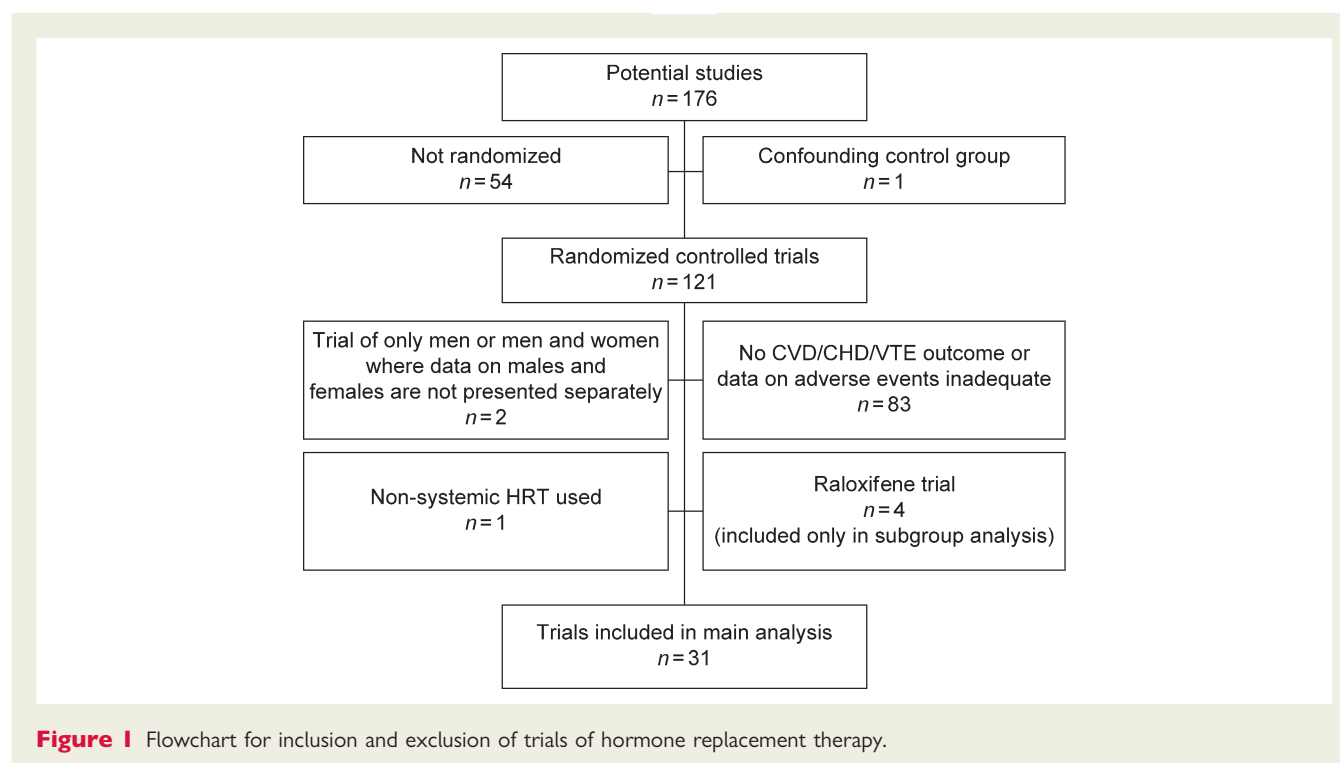 Potential studies
n = 176
Not randomized
n = 54
Confounding control group
n = 1
Randomized controlled trials
n = 121
Trial of only men or men and women
where data on males and
females are not presented separately
n = 2
No CVD/CHD/VTE outcome or
data on adverse events inadequate
n = 83
Non-systemic HRT used
n = 1
Raloxifene trial
n = 4
(included only in subgroup analysis)
Trials included in main analysis
n = 31
Figure 1 Flowchart for inclusion and exclusion of trials of hormone replacement therapy.